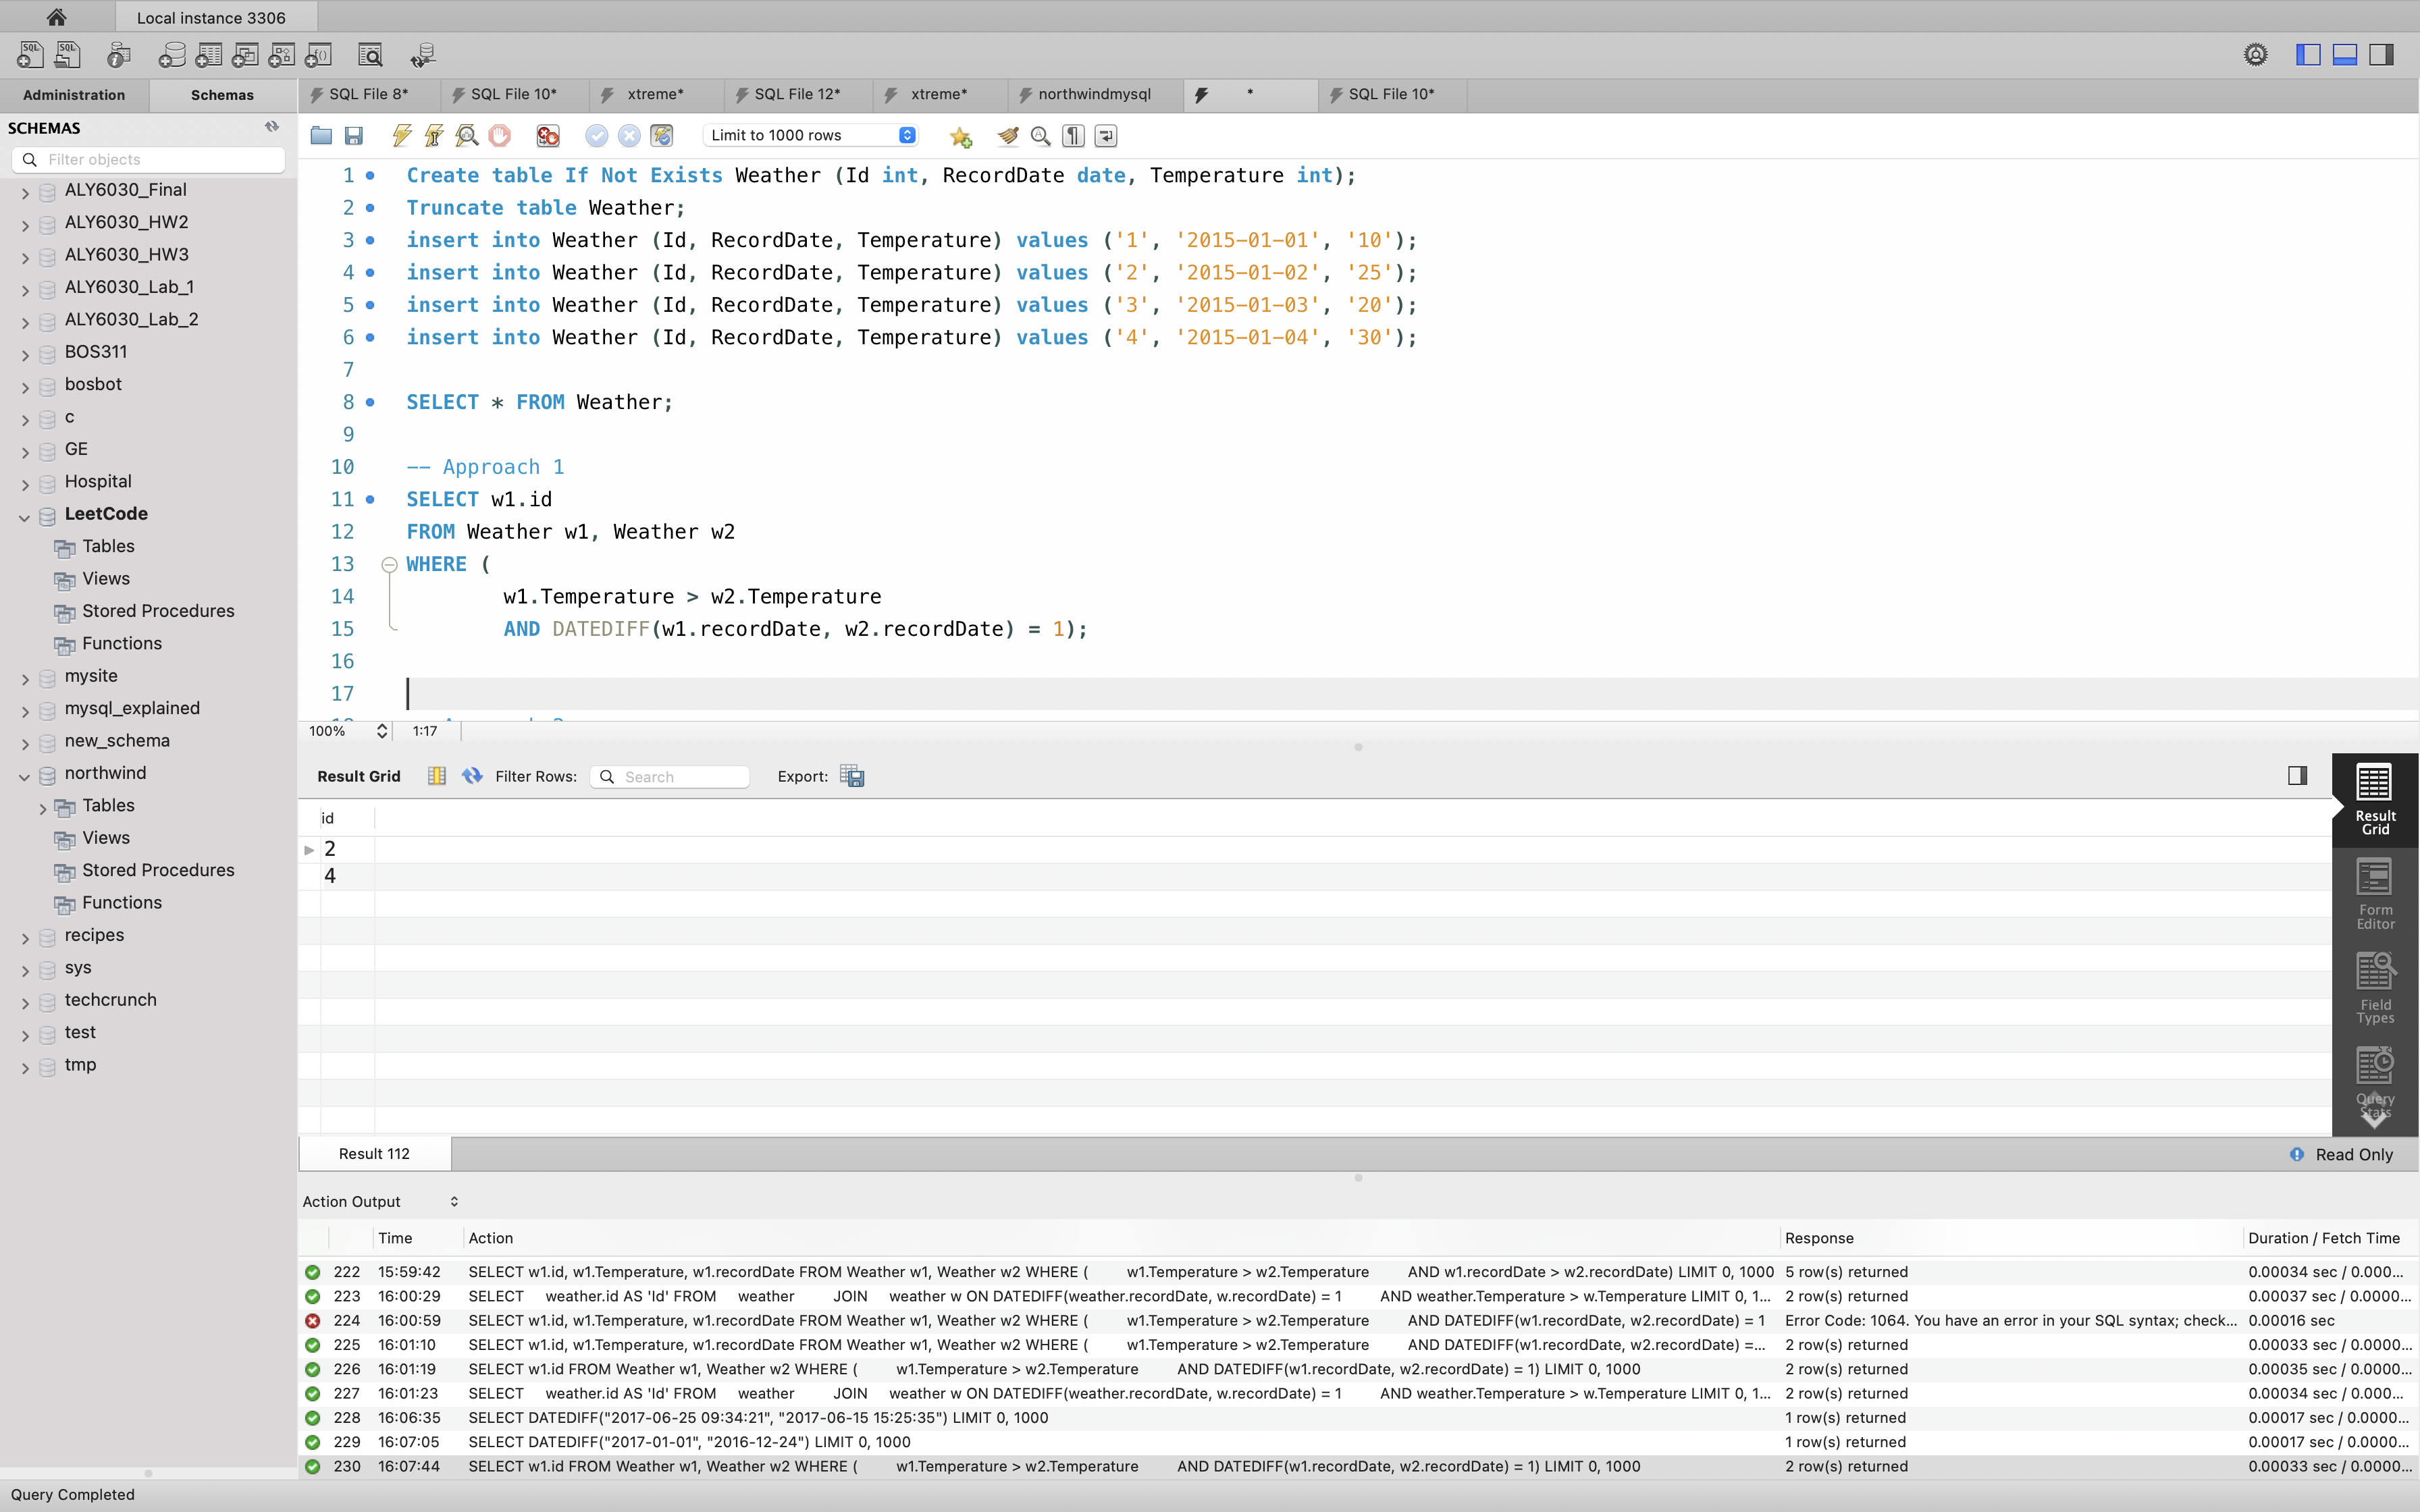 Local instance 3306
Administration Schemas SQL File 8* SQL File 10* xtreme* SQL File 12* xtreme* northwindmysql * SQL File 10*
SCHEMAS
Filter objects
Limit to 1000 rows
ALY6030_Final
ALY6030_HW2
ALY6030_HW3
ALY6030_Lab_1
ALY6030_Lab_2
BOS311
bosbot
c
GE
Hospital
LeetCode
Tables
Views
Stored Procedures
Functions
mysite
mysql_explained
new_schema
northwind
Tables
Views
Stored Procedures
Functions
recipes
sys
techcrunch
test
tmp
1 Create table If Not Exists Weather (Id int, RecordDate date, Temperature int);
2 Truncate table Weather;
3 insert into Weather (Id, RecordDate, Temperature) values ('1', '2015-01-01', '10');
4 insert into Weather (Id, RecordDate, Temperature) values ('2', '2015-01-02', '25');
5 insert into Weather (Id, RecordDate, Temperature) values ('3', '2015-01-03', '20');
6 insert into Weather (Id, RecordDate, Temperature) values ('4', '2015-01-04', '30');
7
8 SELECT * FROM Weather;
9
10 -- Approach 1
11 SELECT w1.id
12 FROM Weather w1, Weather w2
13 WHERE (
14 w1.Temperature > w2.Temperature
15 AND DATEDIFF(w1.recordDate, w2.recordDate) = 1);
16
17
100% 1:17
Result Grid Filter Rows: Search Export:
id
2
4
Result
Grid
Form
Editor
Field
Types
Query
Stats
Result 112 Read Only
Action Output
Time Action Response Duration / Fetch Time
222 15:59:42 SELECT w1.id, w1.Temperature, w1.recordDate FROM Weather w1, Weather w2 WHERE ( w1.Temperature > w2.Temperature AND w1.recordDate > w2.recordDate) LIMIT 0, 1000 5 row(s) returned 0.00034 sec / 0.000...
223 16:00:29 SELECT weather.id AS 'Id' FROM weather JOIN weather w ON DATEDIFF(weather.recordDate, w.recordDate) = 1 AND weather.Temperature > w.Temperature LIMIT 0, 1... 2 row(s) returned 0.00037 sec / 0.0000...
224 16:00:59 SELECT w1.id, w1.Temperature, w1.recordDate FROM Weather w1, Weather w2 WHERE ( w1.Temperature > w2.Temperature AND DATEDIFF(w1.recordDate, w2.recordDate) = 1 Error Code: 1064. You have an error in your SQL syntax; check... 0.00016 sec
225 16:01:10 SELECT w1.id, w1.Temperature, w1.recordDate FROM Weather w1, Weather w2 WHERE ( w1.Temperature > w2.Temperature AND DATEDIFF(w1.recordDate, w2.recordDate) =... 2 row(s) returned 0.00033 sec / 0.0000...
226 16:01:19 SELECT w1.id FROM Weather w1, Weather w2 WHERE ( w1.Temperature > w2.Temperature AND DATEDIFF(w1.recordDate, w2.recordDate) = 1) LIMIT 0, 1000 2 row(s) returned 0.00035 sec / 0.0000...
227 16:01:23 SELECT weather.id AS 'Id' FROM weather JOIN weather w ON DATEDIFF(weather.recordDate, w.recordDate) = 1 AND weather.Temperature > w.Temperature LIMIT 0, 1... 2 row(s) returned 0.00034 sec / 0.000...
228 16:06:35 SELECT DATEDIFF("2017-06-25 09:34:21", "2017-06-15 15:25:35") LIMIT 0, 1000 1 row(s) returned 0.00017 sec / 0.0000...
229 16:07:05 SELECT DATEDIFF("2017-01-01", "2016-12-24") LIMIT 0, 1000 1 row(s) returned 0.00017 sec / 0.0000...
230 16:07:44 SELECT w1.id FROM Weather w1, Weather w2 WHERE ( w1.Temperature > w2.Temperature AND DATEDIFF(w1.recordDate, w2.recordDate) = 1) LIMIT 0, 1000 2 row(s) returned 0.00033 sec / 0.0000...
Query Completed